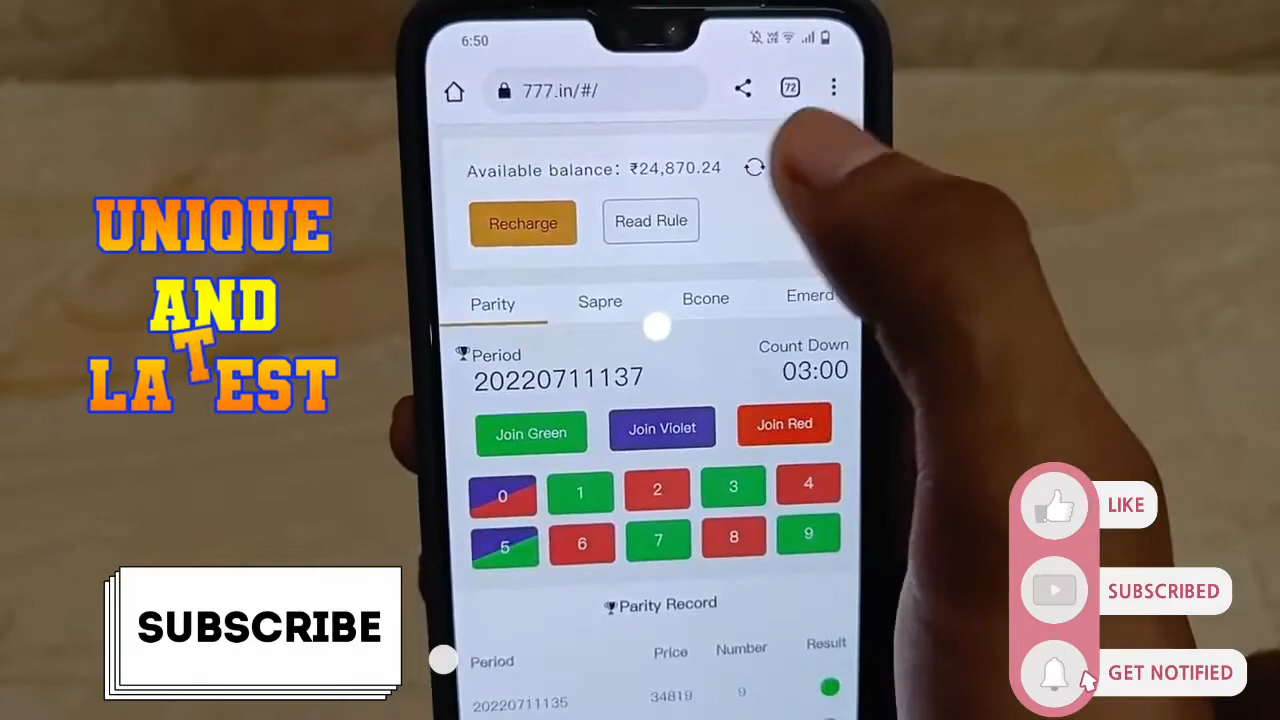 6:50
777.in/#/
72
Available balance: ₹24,870.24
Recharge
Read Rule
Parity Sapre Bcone Emerd
Period
Count Down
20220711137
03:00
Join Green
Join Violet
Join Red
0 1 2 3 4
5 6 7 8 9
Parity Record
Period Price Number Result
20220711135 34819 9
UNIQUE
AND
LATEST
SUBSCRIBE
LIKE
SUBSCRIBED
GET NOTIFIED